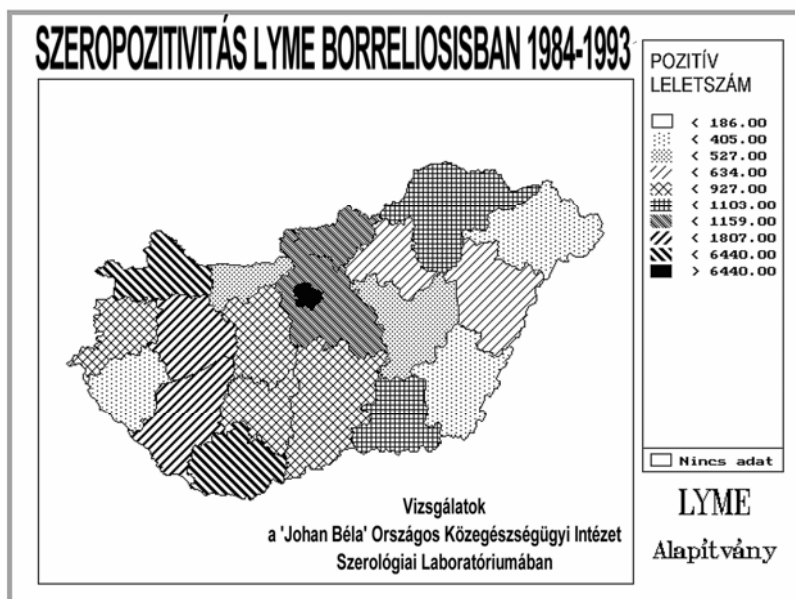 SZEROPOZITIVITÁS LYME BORRELIOSISBAN 1984-1993
POZITÍV
LELETSZÁM
< 186.00
< 405.00
< 527.00
< 634.00
< 927.00
< 1103.00
< 1159.00
< 1807.00
< 6440.00
> 6440.00
Nincs adat
Vizsgálatok
a 'Johan Béla' Országos Közegészségügyi Intézet
Szerológiai Laboratóriumában
LYME
Alapítvány